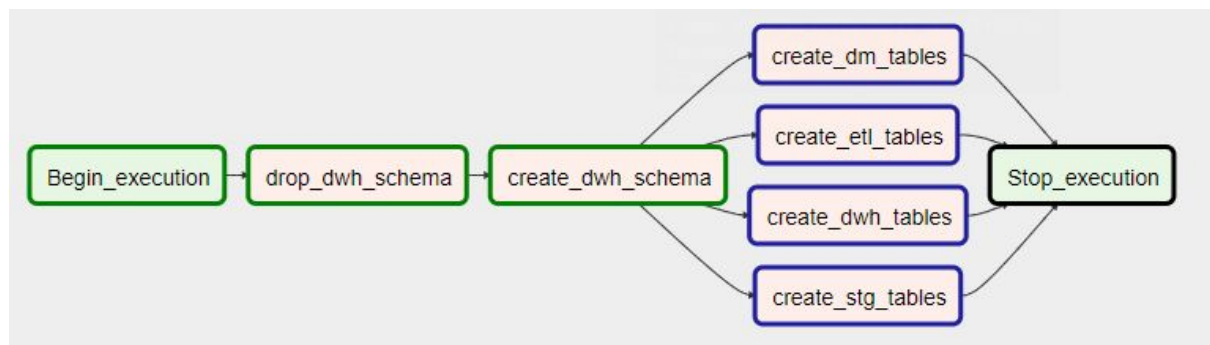 create_dm_tables
create_etl_tables
Begin_execution
drop_dwh_schema
create_dwh_schema
Stop_execution
create_dwh_tables
create_stg_tables